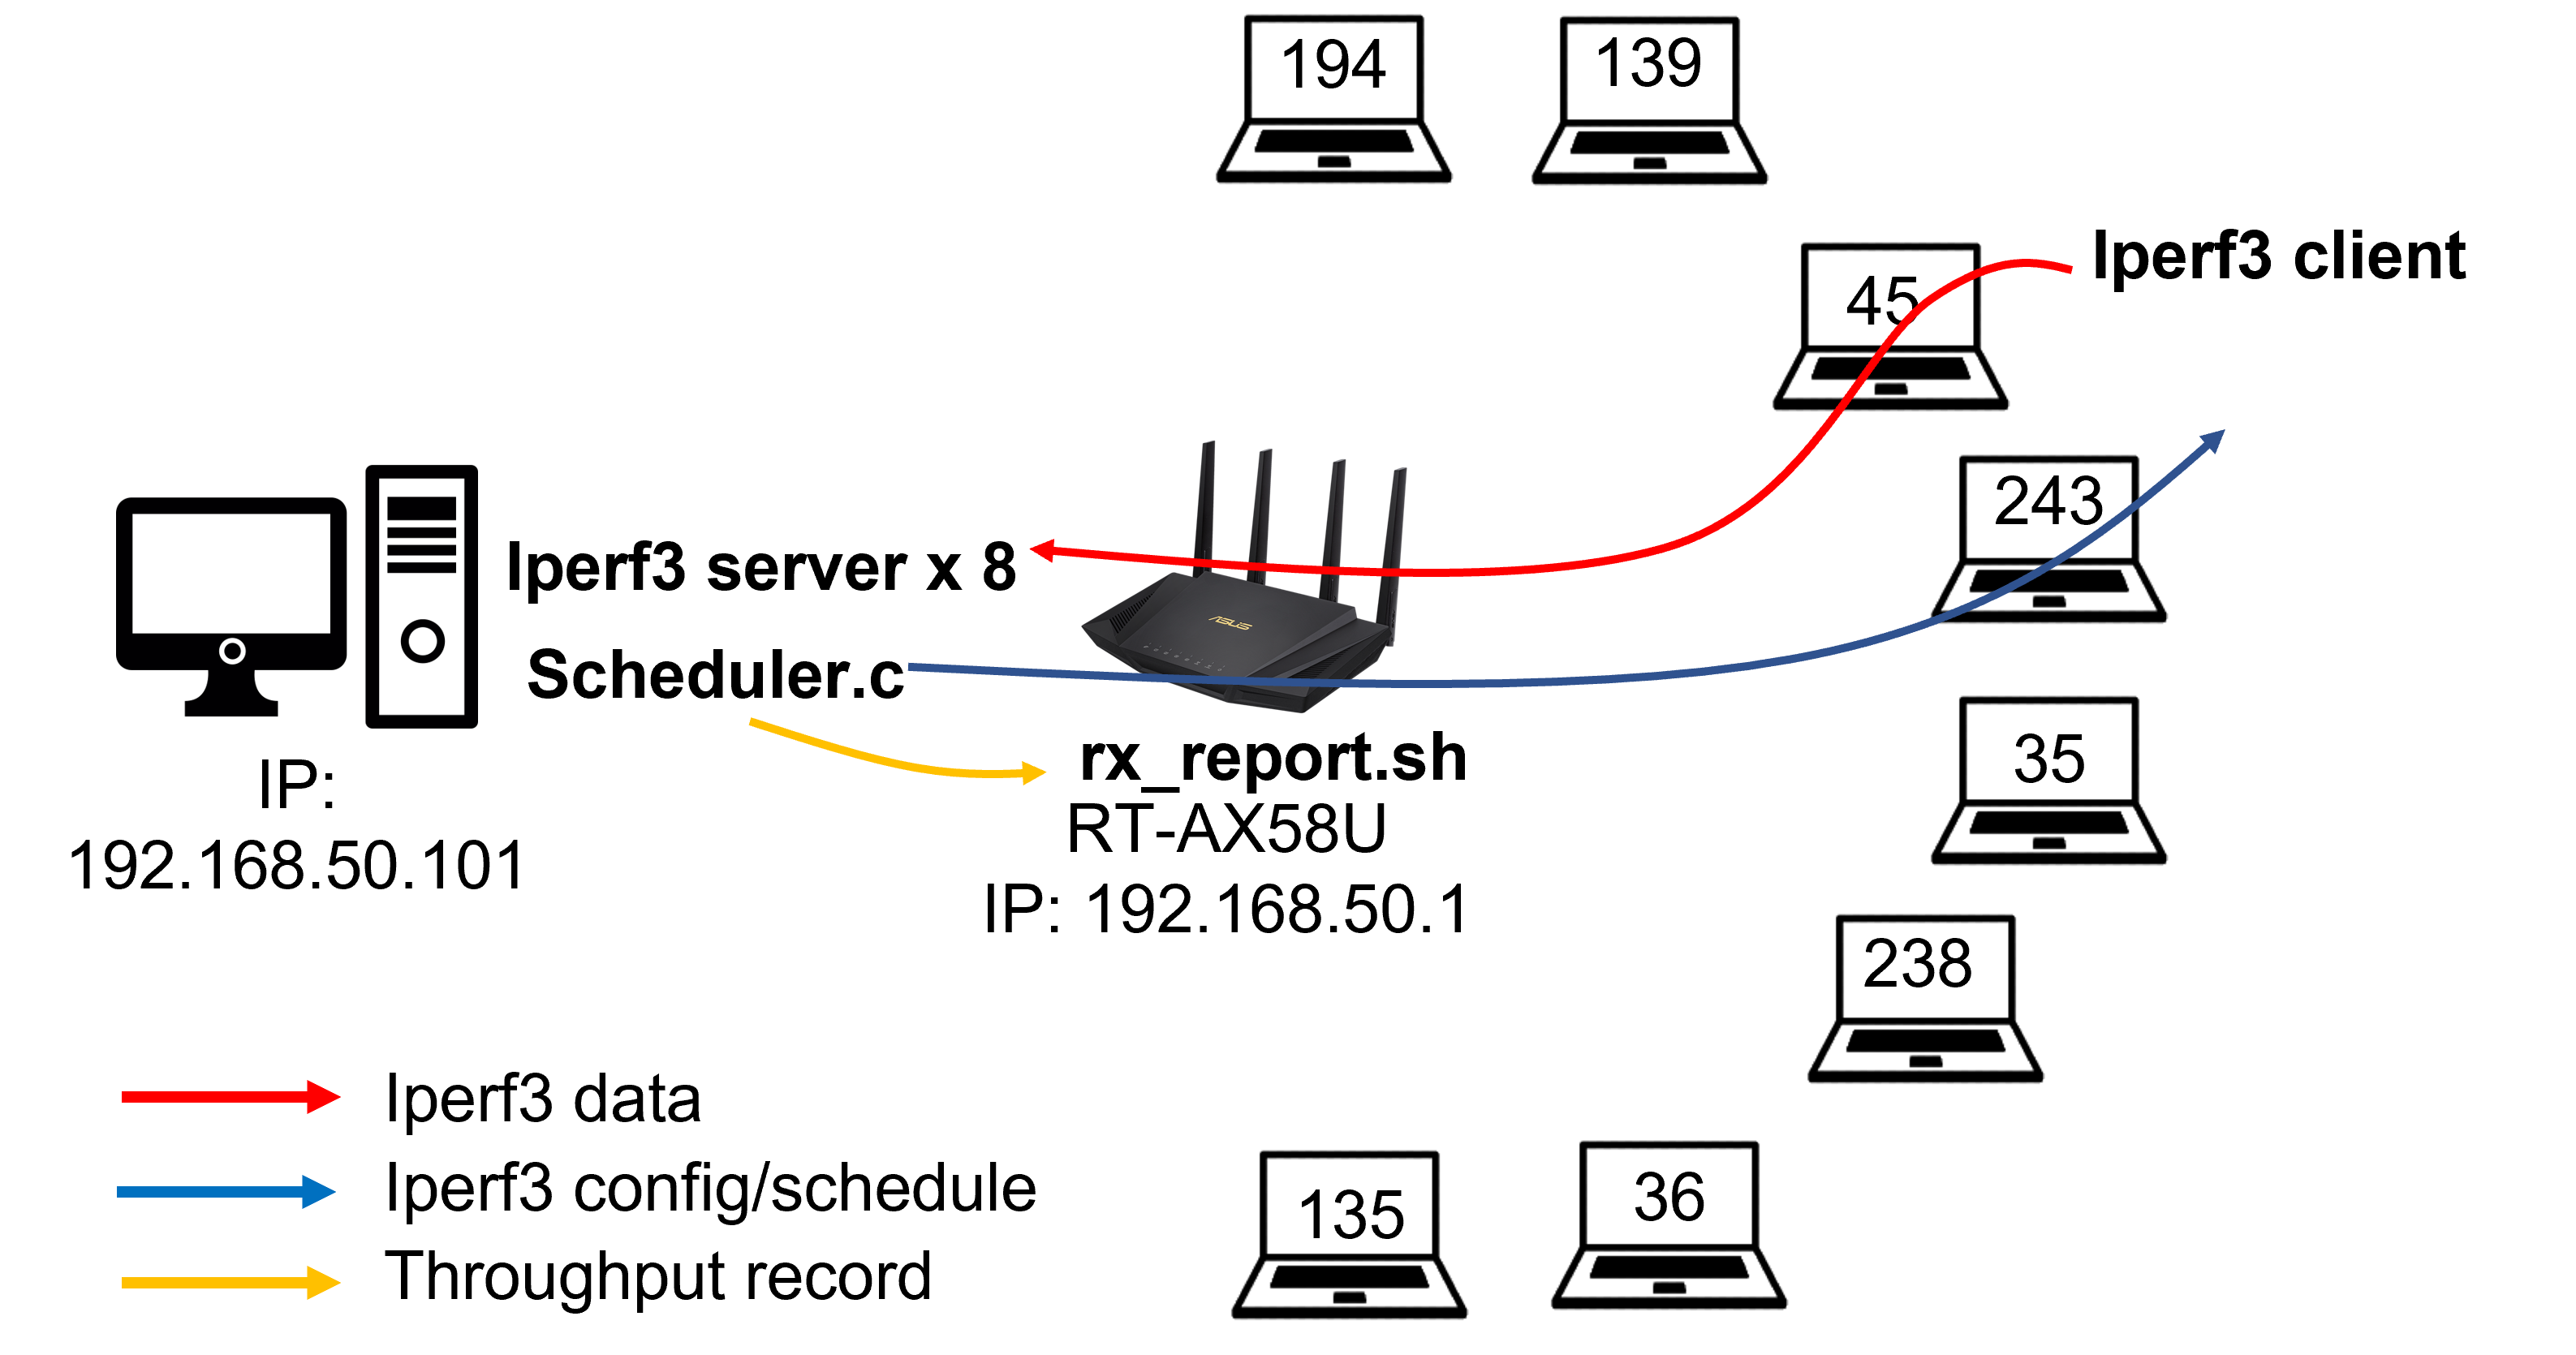 194
139
Iperf3 client
45
243
Iperf3 server x 8
ASUS
Scheduler.c
rx_report.sh
35
IP:
192.168.50.101
RT-AX58U
IP: 192.168.50.1
238
Iperf3 data
Iperf3 config/schedule
Throughput record
135
36